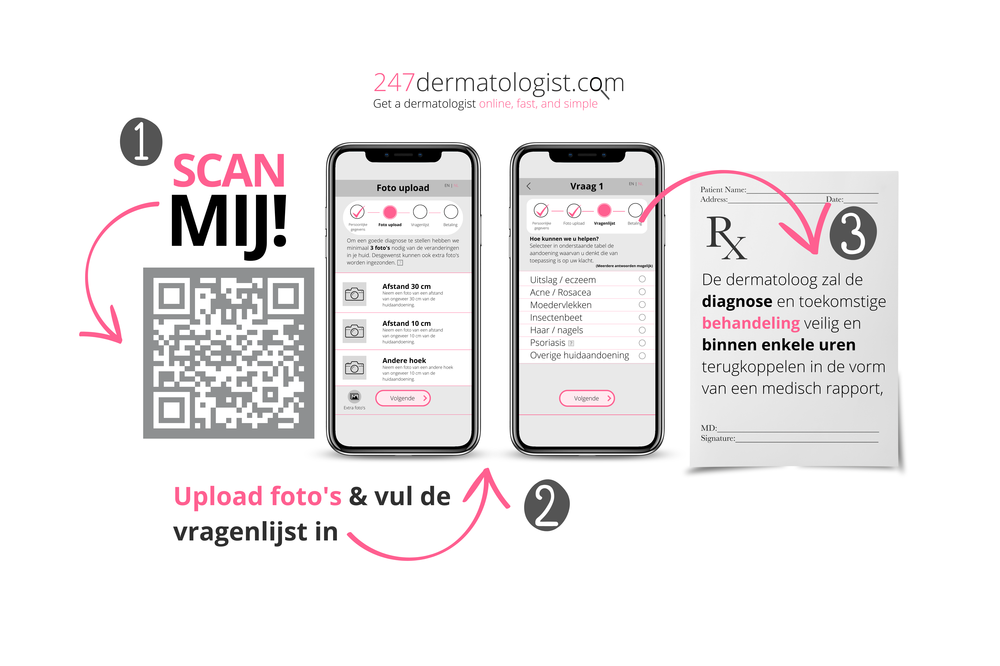 247dermatologist.com
Get a dermatologist online, fast, and simple
1
SCAN
MIJ!
Foto upload
EN | NL
Persoonlijke
gegevens
Foto upload
Vragenlijst
Betaling
Om een goede diagnose te stellen hebben we
minimaal 3 foto's nodig van de veranderingen
in je huid. Desgewenst kunnen ook extra foto's
worden ingezonden. ?
Afstand 30 cm
Neem een foto van een afstand
van ongeveer 30 cm van de
huidaandoening.
Afstand 10 cm
Neem een foto van een afstand
van ongeveer 10 cm van de
huidaandoening.
Andere hoek
Neem een foto van een andere hoek
van ongeveer 10 cm van de
huidaandoening.
Extra foto's
Volgende
Vraag 1
EN | NL
Persoonlijke
gegevens
Foto upload
Vragenlijst
Betaling
Hoe kunnen we u helpen?
Selecteer in onderstaande tabel de
aandoening waarvan u denkt die van
toepassing is op uw klacht.
(Meerdere antwoorden mogelijk)
Uitslag / eczeem
Acne / Rosacea
Moedervlekken
Insectenbeet
Haar / nagels
Psoriasis ?
Overige huidaandoening
Volgende
Upload foto's & vul de
vragenlijst in
2
Patient Name:
Address: Date:
Rx
3
De dermatoloog zal de
diagnose en toekomstige
behandeling veilig en
binnen enkele uren
terugkoppelen in de vorm
van een medisch rapport,
MD:
Signature: